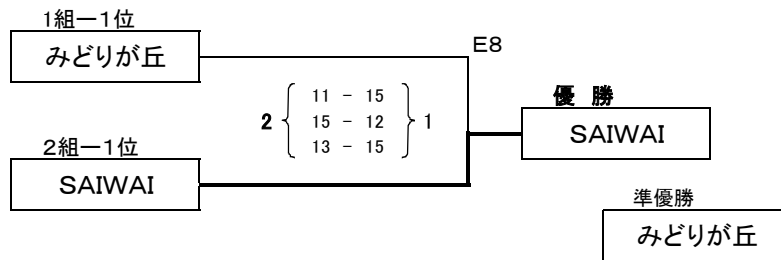 1組ー1位
みどりが丘
E8
11 - 15
2 { 15 - 12 } 1
13 - 15
優 勝
SAIWAI
2組ー1位
SAIWAI
準優勝
みどりが丘